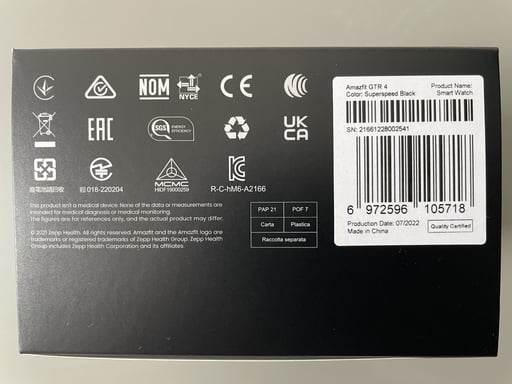 NOM
NYCE
CE
EAC
SGS ENERGY EFFICIENCY
UK
CA
廢電池請回收
018-220204
MCMC
HIDF19000259
R-C-hM6-A2166
This product isn't a medical device. None of the data or measurements are
intended for medical diagnosis or medical monitoring.
The figures are for references only, and the actual product may differ.
© 2021 Zepp Health. All rights reserved. Amazfit and the Amazfit logo are
trademarks or registered trademarks of Zepp Health Group. Zepp Health
Group includes Zepp Health Corporation and its affiliates.
PAP 21
POF 7
Carta
Plastica
Raccolta separata
Amazfit GTR 4
Color: Superspeed Black
Product Name:
Smart Watch
SN: 21661228002541
6 972596 105718
Production Date: 07/2022
Made in China
Quality Certified